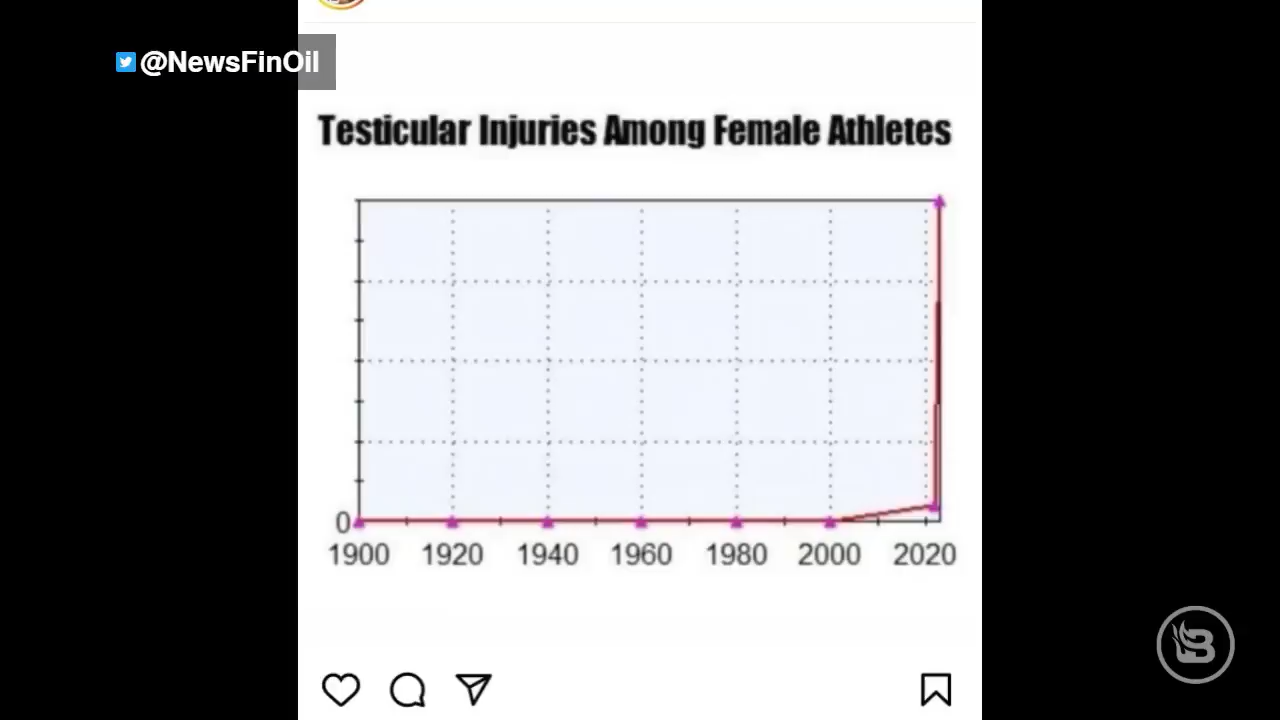 @NewsFinOil
Testicular Injuries Among Female Athletes
0
1900 1920 1940 1960 1980 2000 2020
B